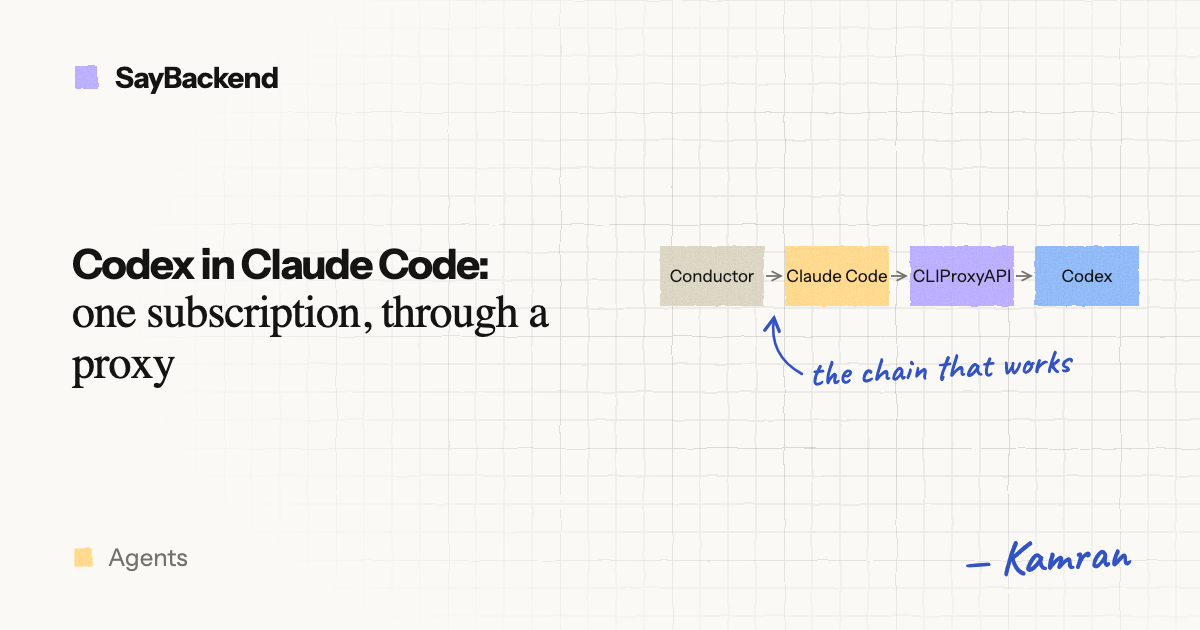 SayBackend
Codex in Claude Code:
one subscription, through a
proxy
Conductor → Claude Code → CLIProxyAPI → Codex
the chain that works
Agents
– Kamran